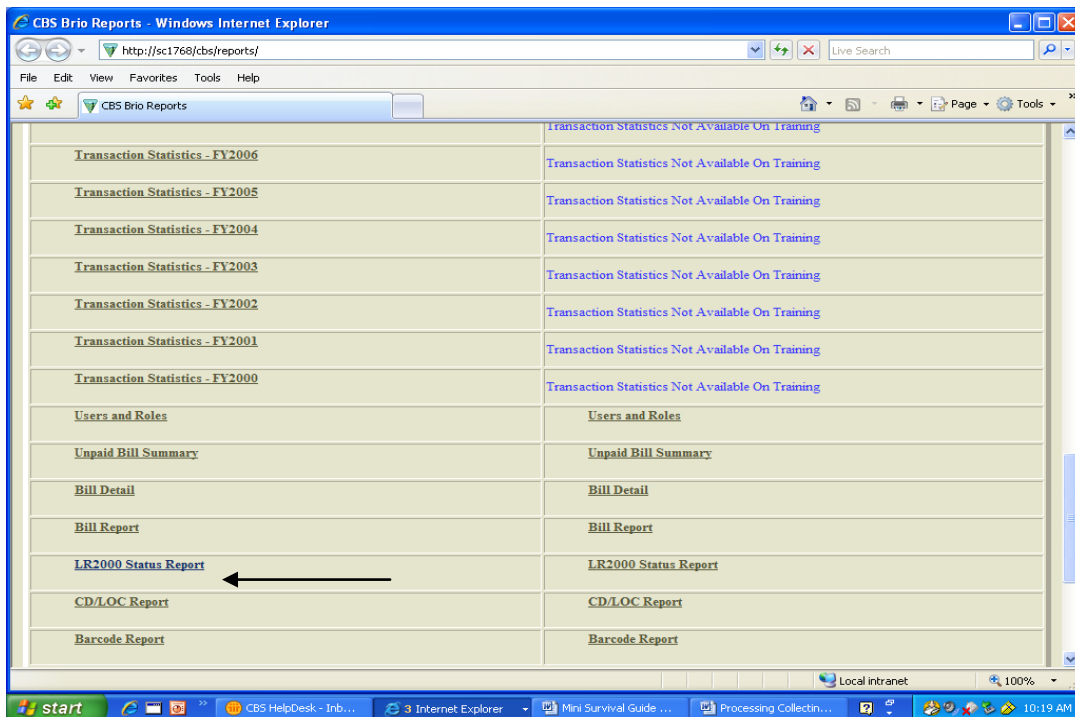 CBS Brio Reports - Windows Internet Explorer
http://sc1768/cbs/reports/
Live Search
File Edit View Favorites Tools Help
CBS Brio Reports
Page
Tools
Transaction Statistics Not Available On Training
Transaction Statistics - FY2006 Transaction Statistics Not Available On Training
Transaction Statistics - FY2005 Transaction Statistics Not Available On Training
Transaction Statistics - FY2004 Transaction Statistics Not Available On Training
Transaction Statistics - FY2003 Transaction Statistics Not Available On Training
Transaction Statistics - FY2002 Transaction Statistics Not Available On Training
Transaction Statistics - FY2001 Transaction Statistics Not Available On Training
Transaction Statistics - FY2000 Transaction Statistics Not Available On Training
Users and Roles Users and Roles
Unpaid Bill Summary Unpaid Bill Summary
Bill Detail Bill Detail
Bill Report Bill Report
LR2000 Status Report LR2000 Status Report
CD/LOC Report CD/LOC Report
Barcode Report Barcode Report
Local intranet 100%
start CBS HelpDesk - Inb... 3 Internet Explorer Mini Survival Guide ... Processing Collectin... 10:19 AM